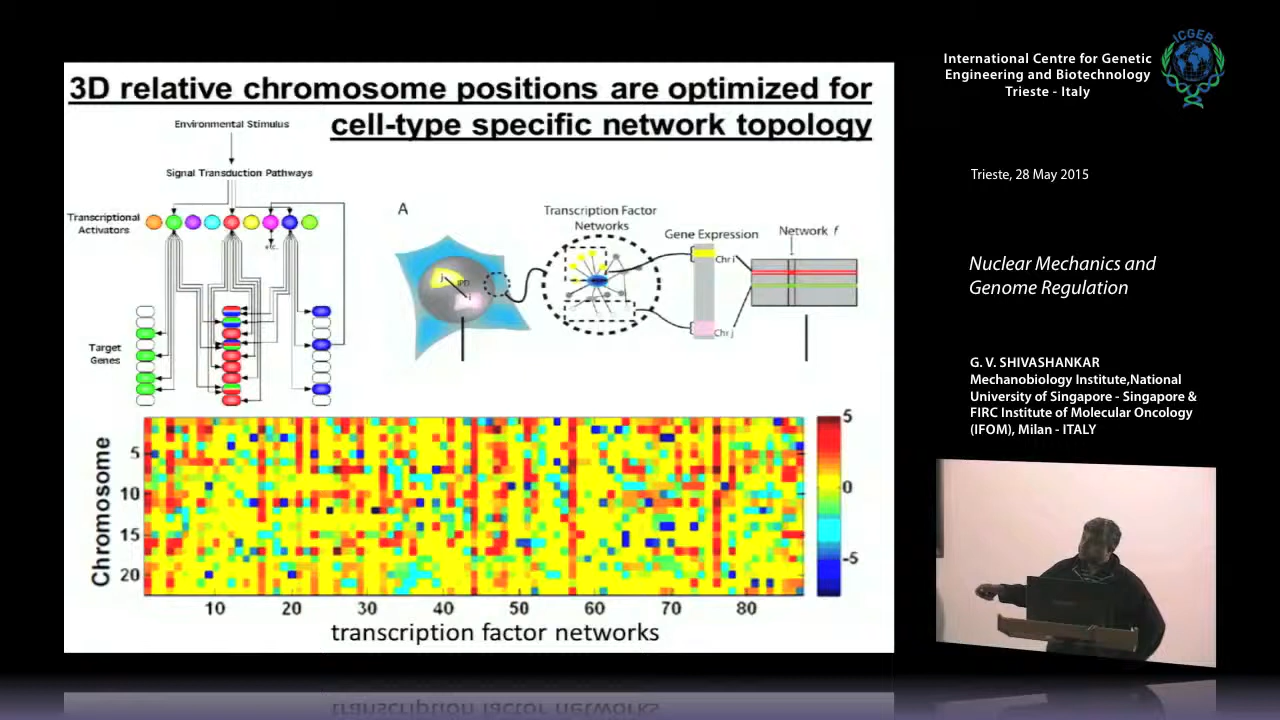 3D relative chromosome positions are optimized for
cell-type specific network topology
Environmental Stimulus
Signal Transduction Pathways
Transcriptional
Activators
etc.
Target
Genes
A
Transcription Factor
Networks
Gene Expression
Network f
Chr i
Chr j
j
IPD
i
Chromosome
5
10
15
20
10
20
30
40
50
60
70
80
transcription factor networks
5
0
-5
ICGEB
International Centre for Genetic
Engineering and Biotechnology
Trieste - Italy
Trieste, 28 May 2015
Nuclear Mechanics and
Genome Regulation
G. V. SHIVASHANKAR
Mechanobiology Institute,National
University of Singapore - Singapore &
FIRC Institute of Molecular Oncology
(IFOM), Milan - ITALY